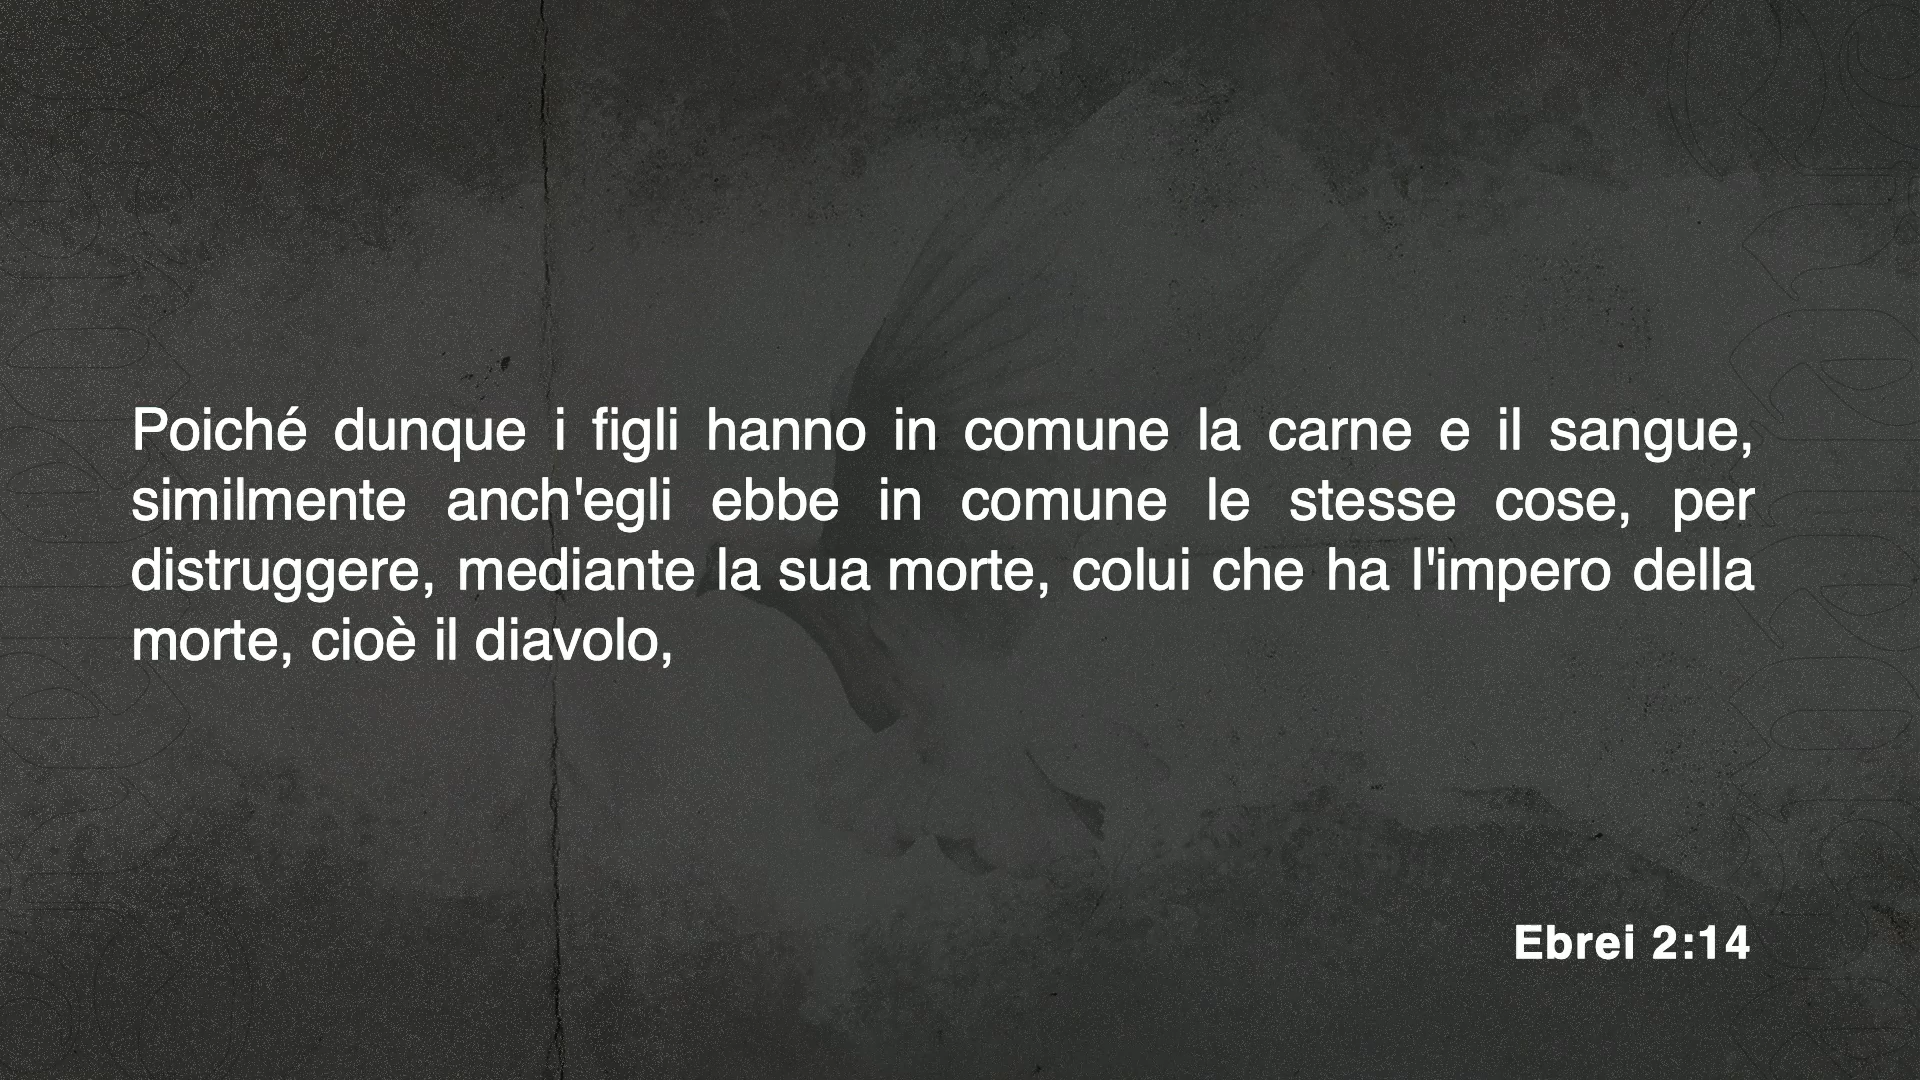 Poiché dunque i figli hanno in comune la carne e il sangue,
similmente anch'egli ebbe in comune le stesse cose, per
distruggere, mediante la sua morte, colui che ha l'impero della
morte, cioè il diavolo,
Ebrei 2:14